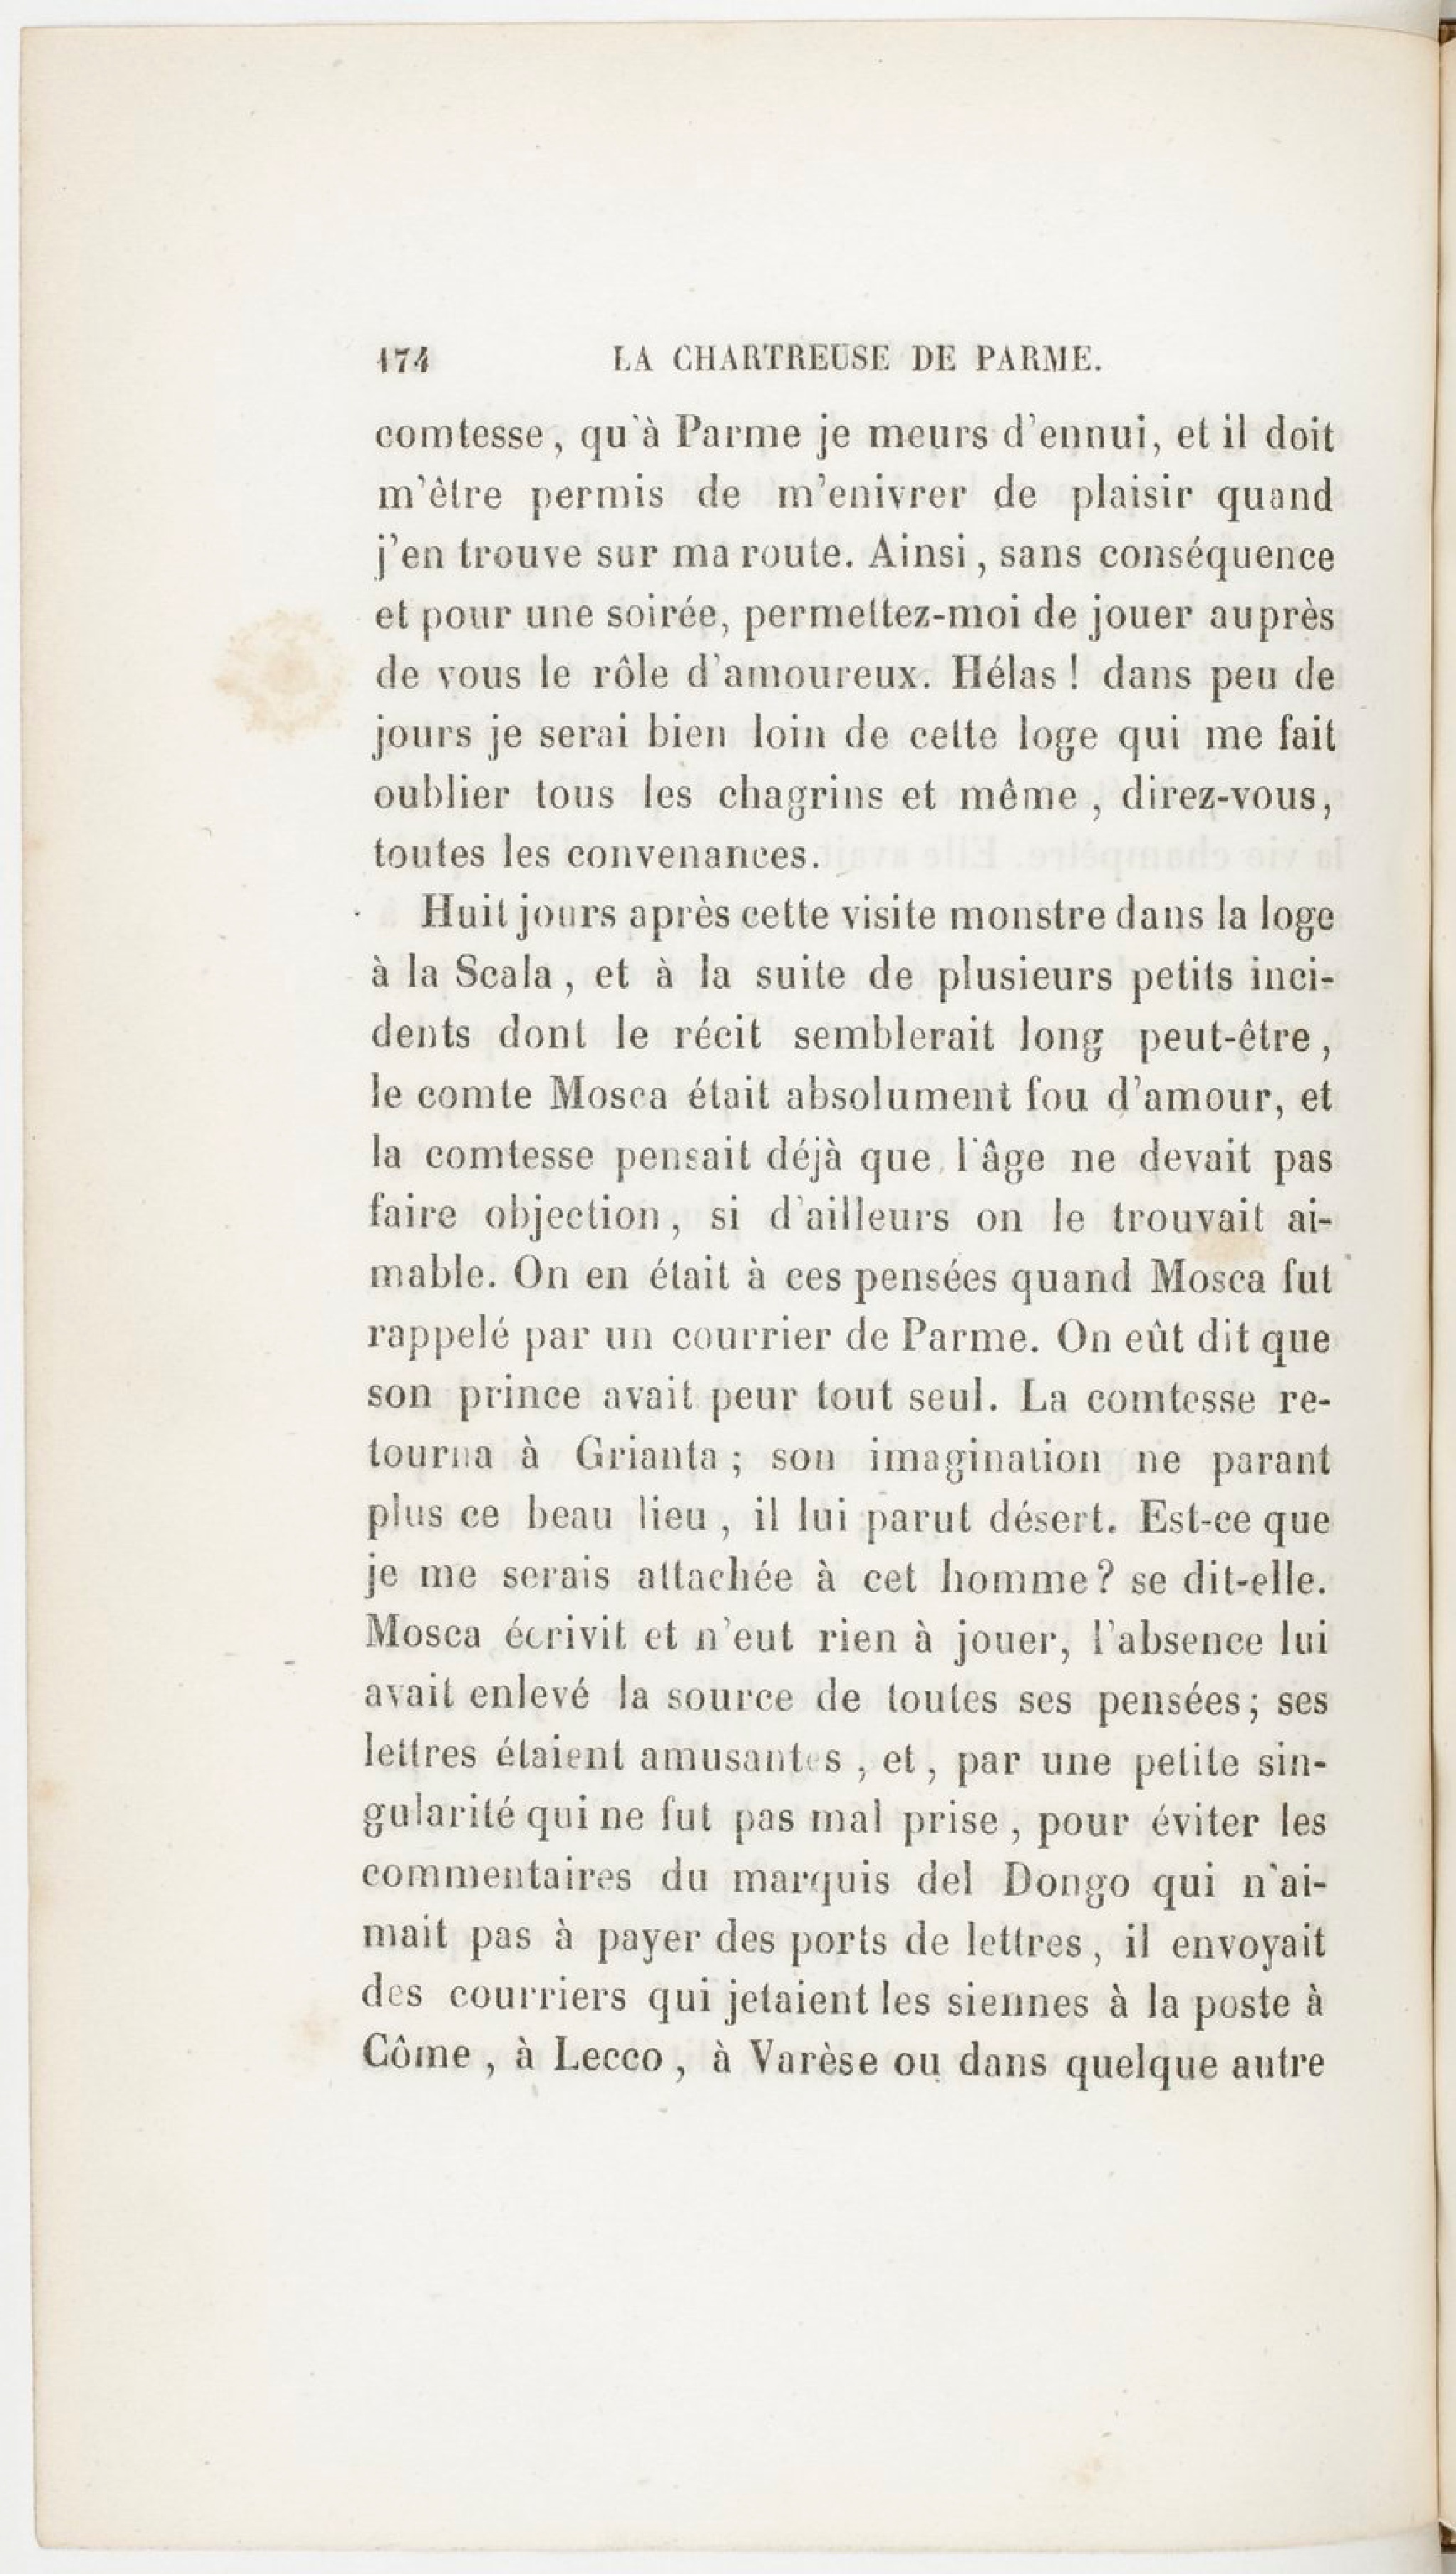 174 LA CHARTREUSE DE PARME.
comtesse, qu'à Parme je meurs d'ennui, et il doit
m'être permis de m'enivrer de plaisir quand
j'en trouve sur ma route. Ainsi, sans conséquence
et pour une soirée, permettez-moi de jouer auprès
de vous le rôle d'amoureux. Hélas ! dans peu de
jours je serai bien loin de cette loge qui me fait
oublier tous les chagrins et même, direz-vous,
toutes les convenances.
Huit jours après cette visite monstre dans la loge
à la Scala, et à la suite de plusieurs petits inci-
dents dont le récit semblerait long peut-être,
le comte Mosca était absolument fou d'amour, et
la comtesse pensait déjà que l'âge ne devait pas
faire objection, si d'ailleurs on le trouvait ai-
mable. On en était à ces pensées quand Mosca fut
rappelé par un courrier de Parme. On eût dit que
son prince avait peur tout seul. La comtesse re-
tourna à Grianta ; son imagination ne parant
plus ce beau lieu, il lui parut désert. Est-ce que
je me serais attachée à cet homme? se dit-elle.
Mosca écrivit et n'eut rien à jouer, l'absence lui
avait enlevé la source de toutes ses pensées; ses
lettres étaient amusantes, et, par une petite sin-
gularité qui ne fut pas mal prise, pour éviter les
commentaires du marquis del Dongo qui n'ai-
mait pas à payer des ports de lettres, il envoyait
des courriers qui jetaient les siennes à la poste à
Côme, à Lecco, à Varèse ou dans quelque autre